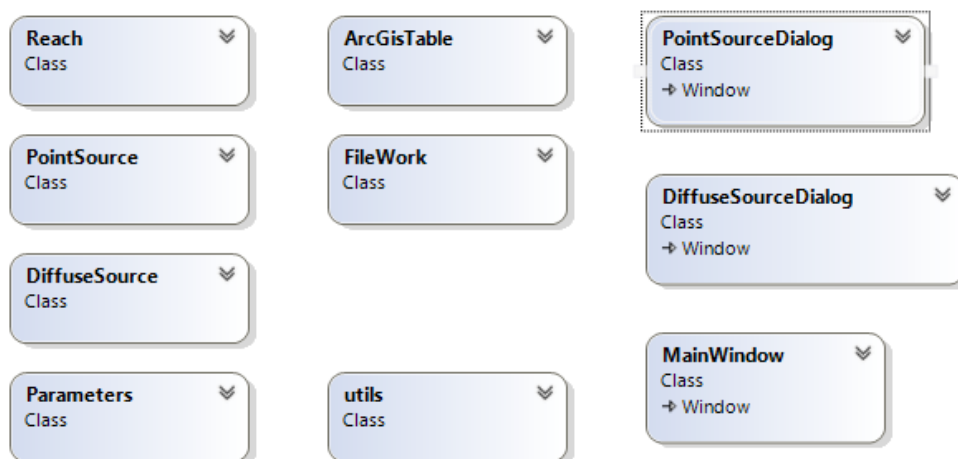 Reach
Class
PointSource
Class
DiffuseSource
Class
Parameters
Class
ArcGisTable
Class
FileWork
Class
utils
Class
PointSourceDialog
Class
Window
DiffuseSourceDialog
Class
Window
MainWindow
Class
Window